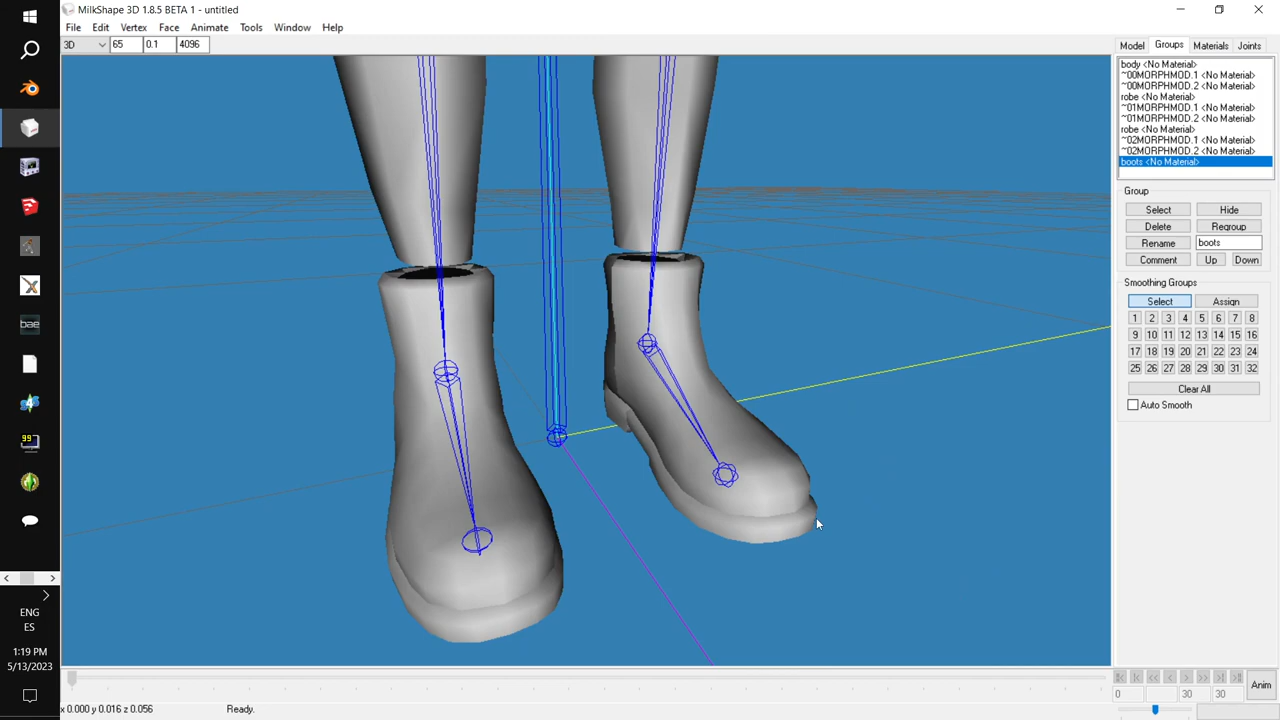 MilkShape 3D 1.8.5 BETA 1 - untitled
File Edit Vertex Face Animate Tools Window Help
3D 65 0.1 4096
Model Groups Materials Joints
body <No Material>
~00MORPHMOD.1 <No Material>
~00MORPHMOD.2 <No Material>
robe <No Material>
~01MORPHMOD.1 <No Material>
~01MORPHMOD.2 <No Material>
robe <No Material>
~02MORPHMOD.1 <No Material>
~02MORPHMOD.2 <No Material>
boots <No Material>
Group
Select Hide
Delete Regroup
Rename boots
Comment Up Down
Smoothing Groups
Select Assign
1 2 3 4 5 6 7 8
9 10 11 12 13 14 15 16
17 18 19 20 21 22 23 24
25 26 27 28 29 30 31 32
Clear All
Auto Smooth
bae
99
ENG
ES
1:19 PM
5/13/2023
0 30 30
Anim
x 0.000 y 0.016 z 0.056 Ready.